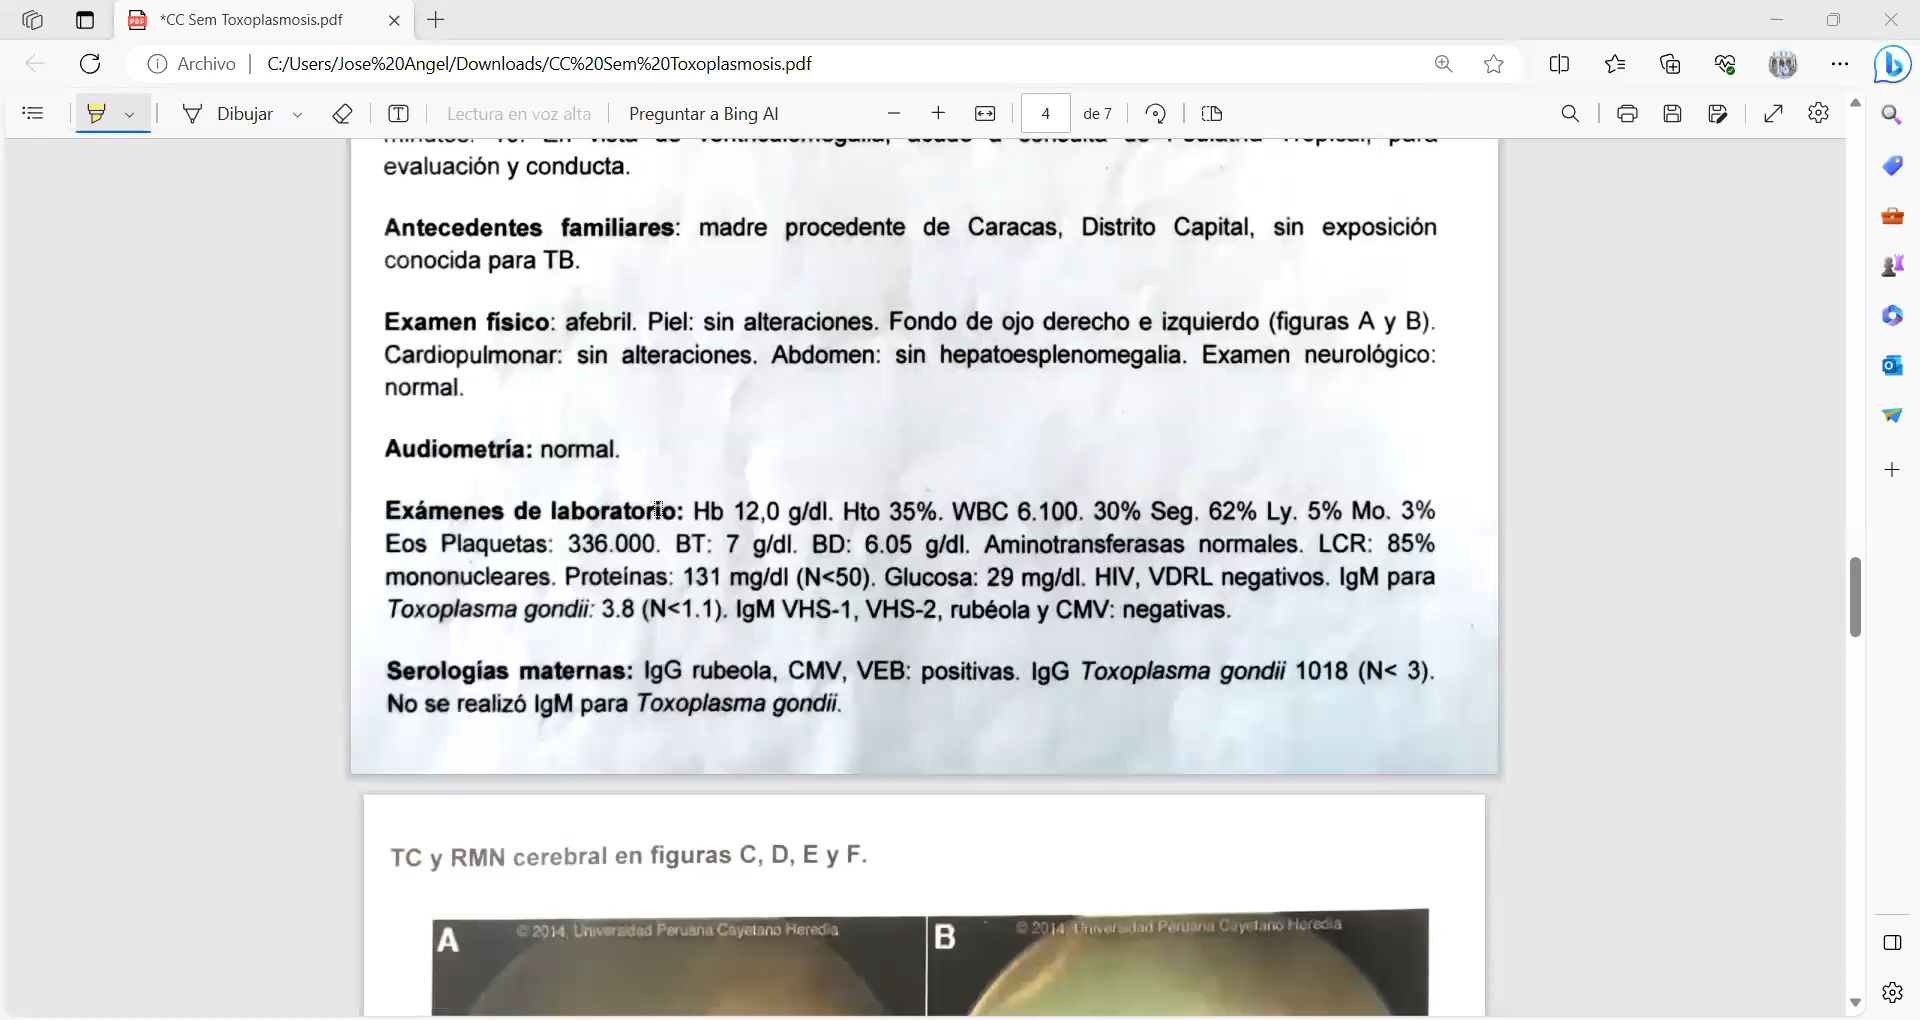 *CC Sem Toxoplasmosis.pdf
Archivo
C:/Users/Jose%20Angel/Downloads/CC%20Sem%20Toxoplasmosis.pdf
Dibujar
Lectura en voz alta
Preguntar a Bing AI
4
de 7
minutos.
evaluación y conducta.
Antecedentes familiares: madre procedente de Caracas, Distrito Capital, sin exposición
conocida para TB.
Examen físico: afebril. Piel: sin alteraciones. Fondo de ojo derecho e izquierdo (figuras A y B).
Cardiopulmonar: sin alteraciones. Abdomen: sin hepatoesplenomegalia. Examen neurológico:
normal.
Audiometría: normal.
Exámenes de laboratorio: Hb 12,0 g/dl. Hto 35%. WBC 6.100. 30% Seg. 62% Ly. 5% Mo. 3%
Eos Plaquetas: 336.000. BT: 7 g/dl. BD: 6.05 g/dl. Aminotransferasas normales. LCR: 85%
mononucleares. Proteínas: 131 mg/dl (N<50). Glucosa: 29 mg/dl. HIV, VDRL negativos. IgM para
Toxoplasma gondii: 3.8 (N<1.1). IgM VHS-1, VHS-2, rubéola y CMV: negativas.
Serologías maternas: IgG rubeola, CMV, VEB: positivas. IgG Toxoplasma gondii 1018 (N< 3).
No se realizó IgM para Toxoplasma gondii.
TC y RMN cerebral en figuras C, D, E y F.
A
© 2014, Universidad Peruana Cayetano Heredia
B
© 2014, Universidad Peruana Cayetano Heredia